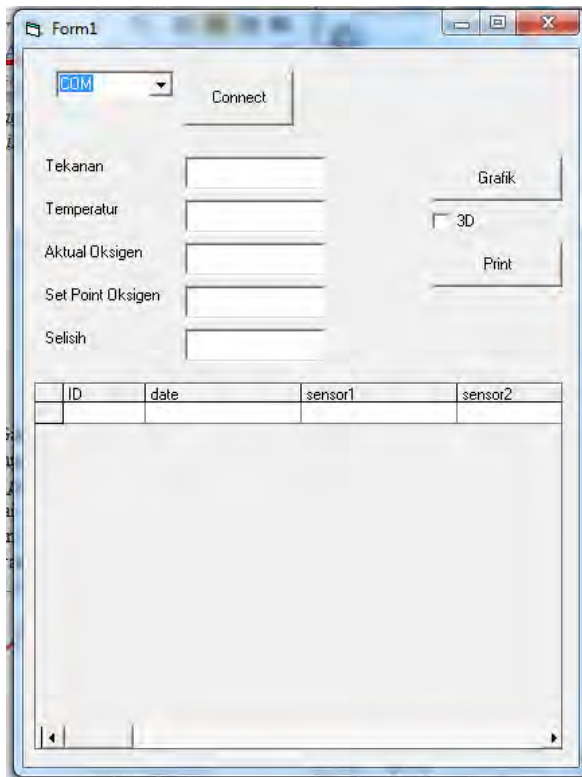 Form1
COM
Connect
Tekanan
Grafik
Temperatur
3D
Aktual Oksigen
Print
Set Point Oksigen
Selisih
ID date sensor1 sensor2